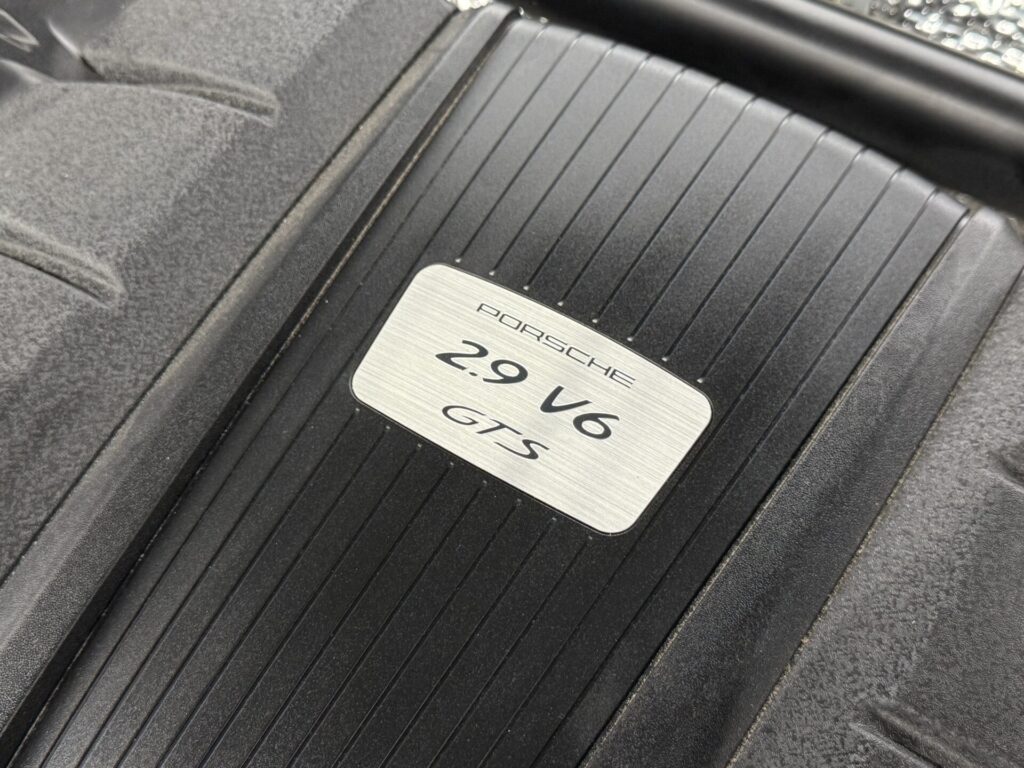 PORSCHE
2.9 V6
GTS